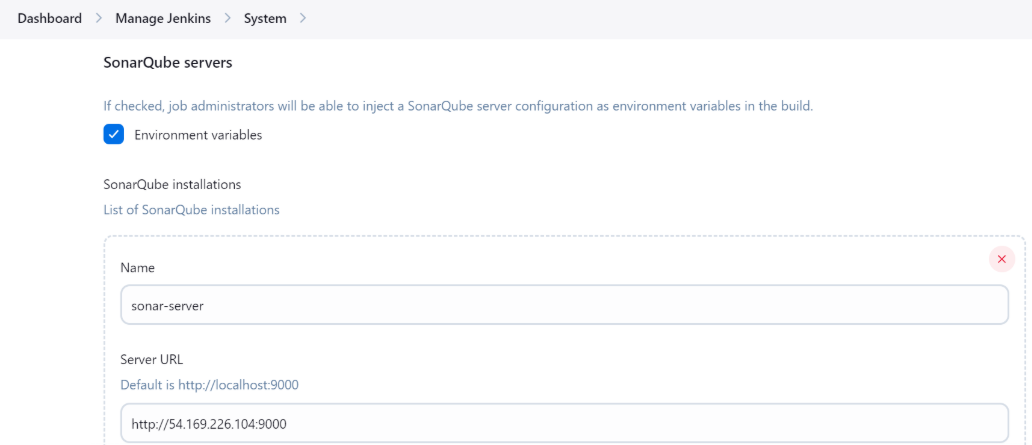 Dashboard > Manage Jenkins > System >
SonarQube servers
If checked, job administrators will be able to inject a SonarQube server configuration as environment variables in the build.
Environment variables
SonarQube installations
List of SonarQube installations
Name
sonar-server
Server URL
Default is http://localhost:9000
http://54.169.226.104:9000